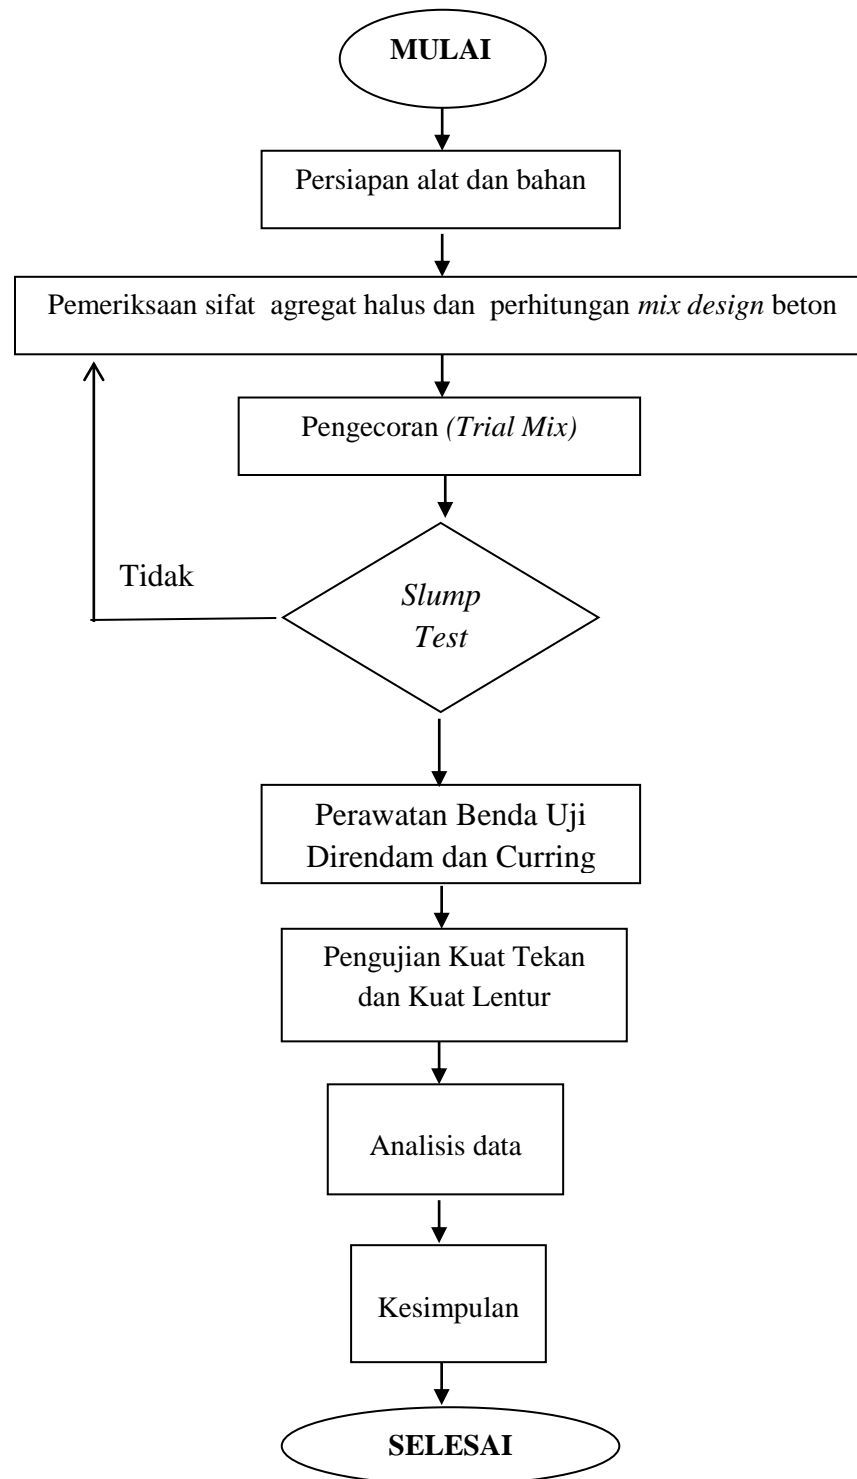 MULAI
Persiapan alat dan bahan
Pemeriksaan sifat agregat halus dan perhitungan mix design beton
Pengecoran (Trial Mix)
Tidak
Slump
Test
Perawatan Benda Uji
Direndam dan Curring
Pengujian Kuat Tekan
dan Kuat Lentur
Analisis data
Kesimpulan
SELESAI